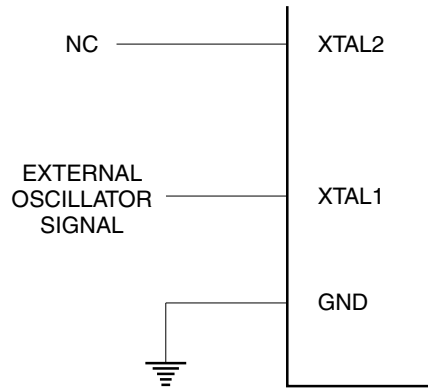 NC XTAL2
EXTERNAL
OSCILLATOR XTAL1
SIGNAL
GND